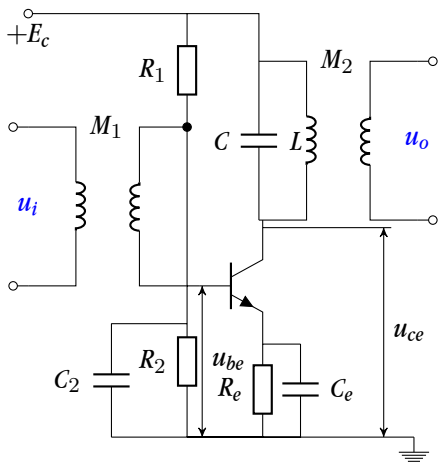 +E_c
R_1
M_2
M_1
C
L
u_o
u_i
u_ce
C_2
R_2
u_be
R_e
C_e